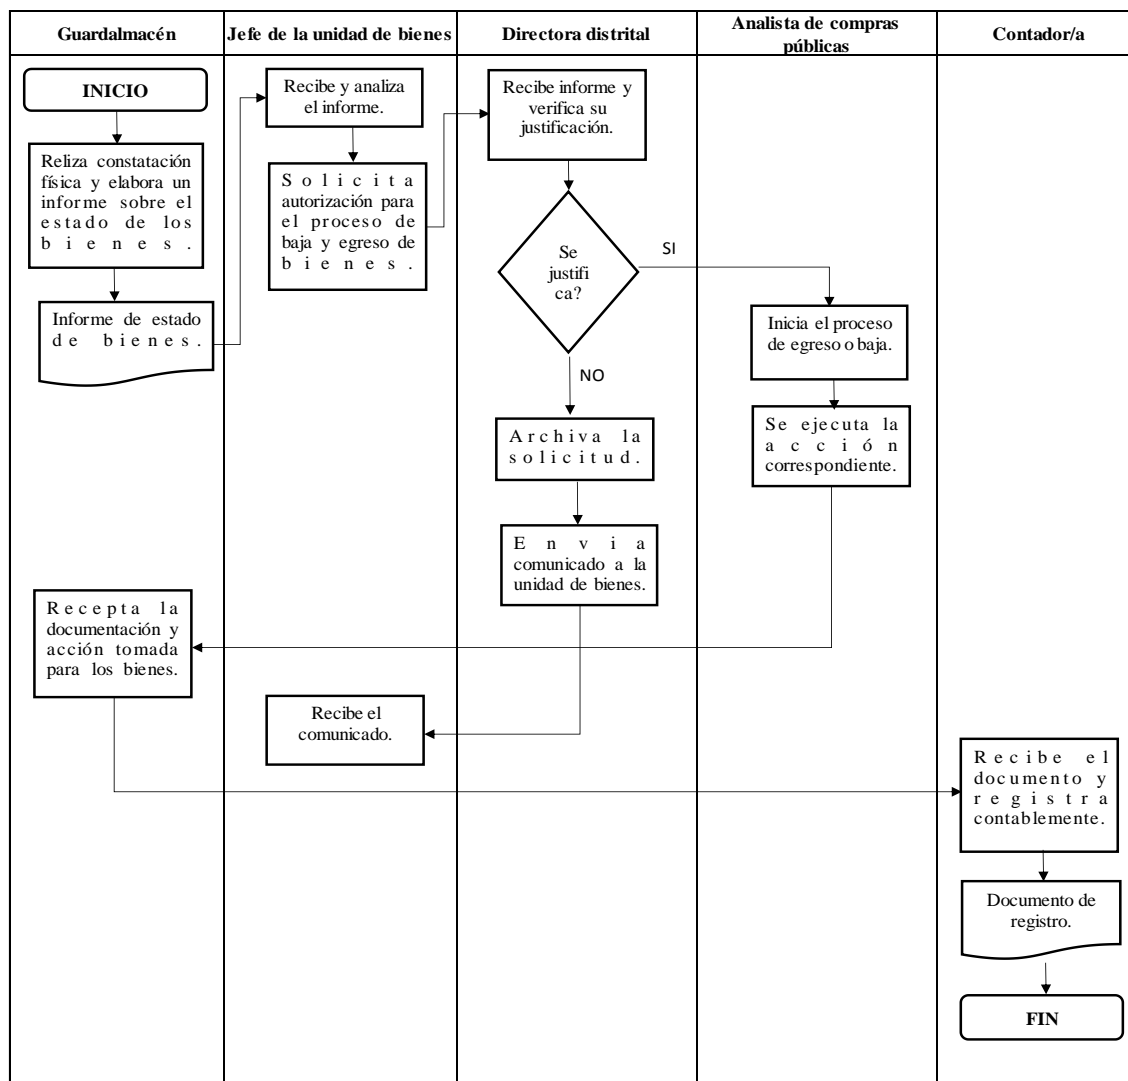 Guardalmacén
Jefe de la unidad de bienes
Directora distrital
Analista de compras
públicas
Contador/a
INICIO
Reliza constatación
física y elabora un
informe sobre el
estado de los
bienes.
Informe de estado
de bienes.
Recibe y analiza
el informe.
Solicita
autorización para
el proceso de
baja y egreso de
bienes.
Recibe informe y
verifica su
justificación.
Se
justifi
ca?
SI
NO
Inicia el proceso
de egreso o baja.
Se ejecuta la
acción
correspondiente.
Archiva la
solicitud.
Envia
comunicado a la
unidad de bienes.
Recepta la
documentación y
acción tomada
para los bienes.
Recibe el
comunicado.
Recibe el
documento y
registra
contablemente.
Documento de
registro.
FIN